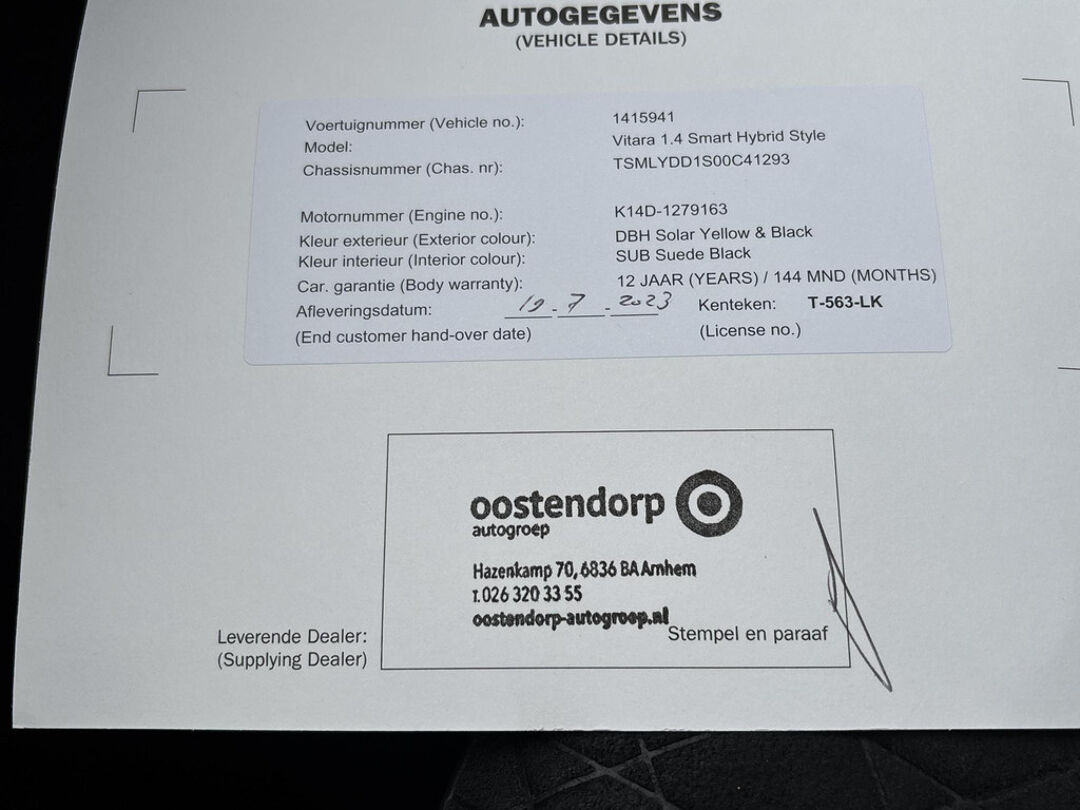 AUTOGEGEVENS
(VEHICLE DETAILS)
Voertuignummer (Vehicle no.): 1415941
Model: Vitara 1.4 Smart Hybrid Style
Chassisnummer (Chas. nr): TSMLYDD1S00C41293
Motornummer (Engine no.): K14D-1279163
Kleur exterieur (Exterior colour): DBH Solar Yellow & Black
Kleur interieur (Interior colour): SUB Suede Black
Car. garantie (Body warranty): 12 JAAR (YEARS) / 144 MND (MONTHS)
Afleveringsdatum: 19 - 7 - 2023 Kenteken: T-563-LK
(End customer hand-over date) (License no.)
oostendorp
autogroep
Hazenkamp 70, 6836 BA Arnhem
T. 026 320 33 55
oostendorp-autogroep.nl
Leverende Dealer: Stempel en paraaf
(Supplying Dealer)